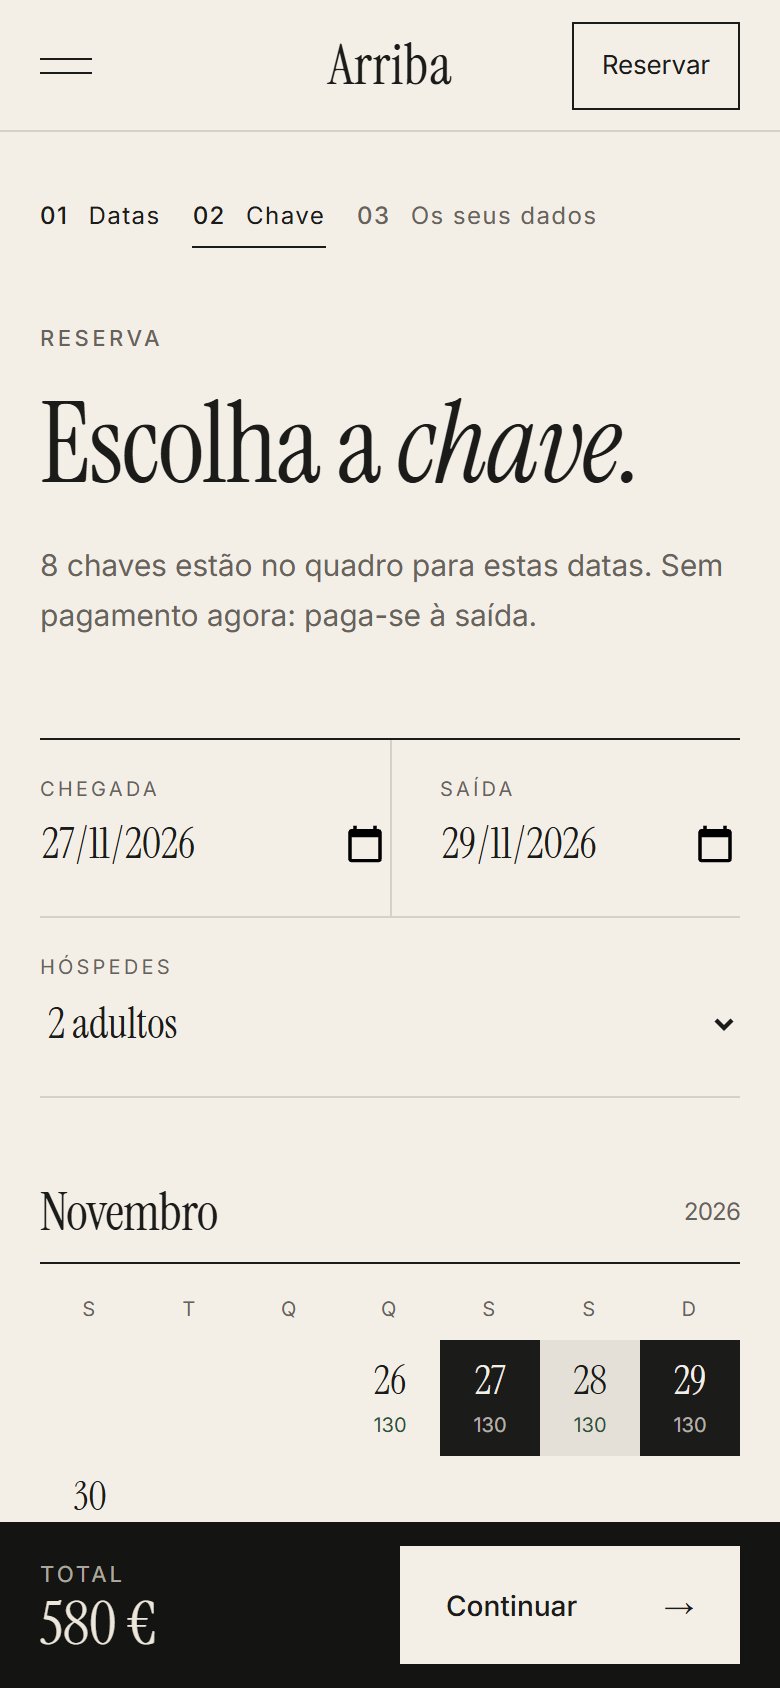 Arriba
Reservar
01 Datas 02 Chave 03 Os seus dados
RESERVA
Escolha a chave.
8 chaves estão no quadro para estas datas. Sem
pagamento agora: paga-se à saída.
CHEGADA
27/11/2026
SAÍDA
29/11/2026
HÓSPEDES
2 adultos
Novembro
2026
S T Q Q S S D
26 27 28 29
130 130 130 130
30
TOTAL
580 €
Continuar →